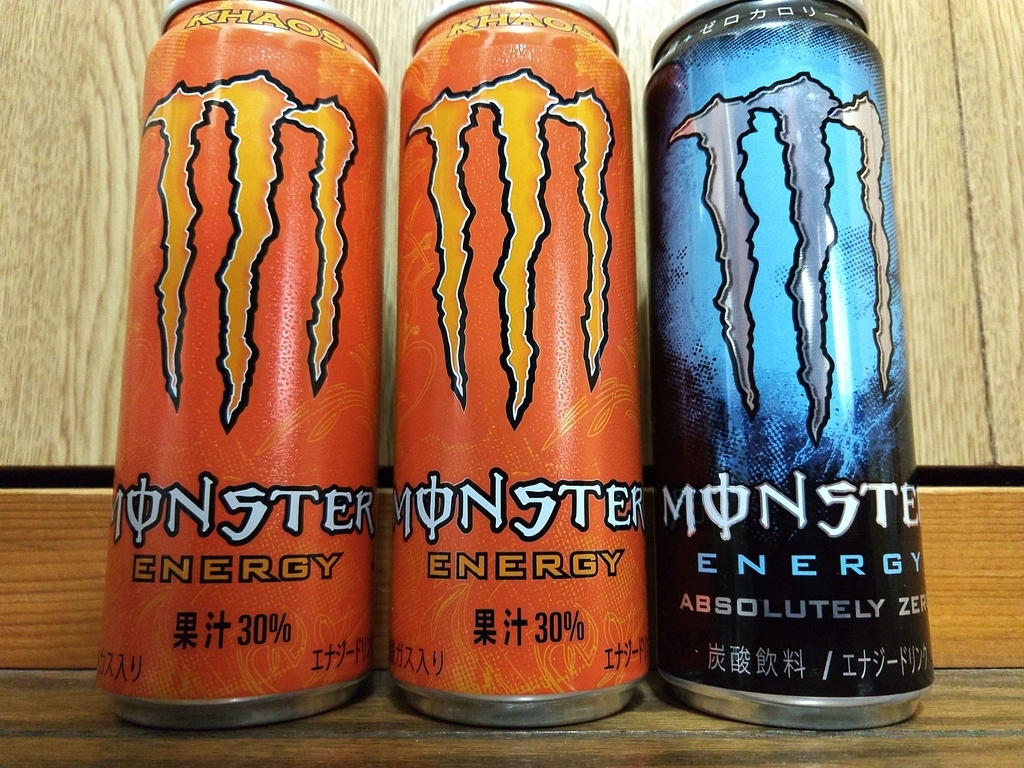 KHAOS
MONSTER
ENERGY
果汁30%
ガス入り
エナジードリン
KHAOS
MONSTER
ENERGY
果汁30%
ガス入り
エナジードリン
ゼロカロリー
MONSTE
ENERGY
ABSOLUTELY ZER
炭酸飲料 / エナジードリンク